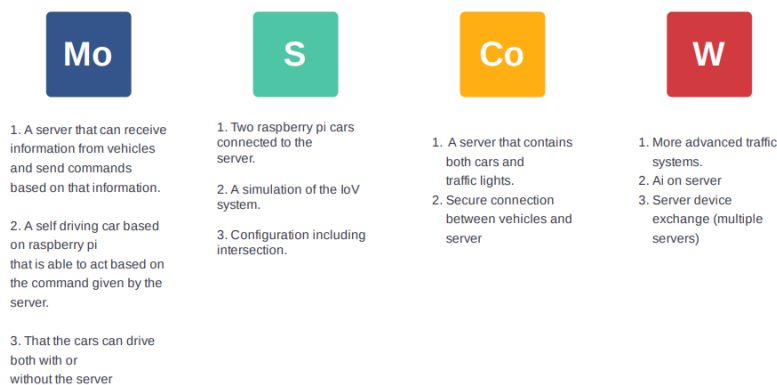 Mo
1. A server that can receive
information from vehicles
and send commands
based on that information.
2. A self driving car based
on raspberry pi
that is able to act based on
the command given by the
server.
3. That the cars can drive
both with or
without the server
S
1. Two raspberry pi cars
connected to the
server.
2. A simulation of the IoV
system.
3. Configuration including
intersection.
Co
1. A server that contains
both cars and
traffic lights.
2. Secure connection
between vehicles and
server
W
1. More advanced traffic
systems.
2. Ai on server
3. Server device
exchange (multiple
servers)